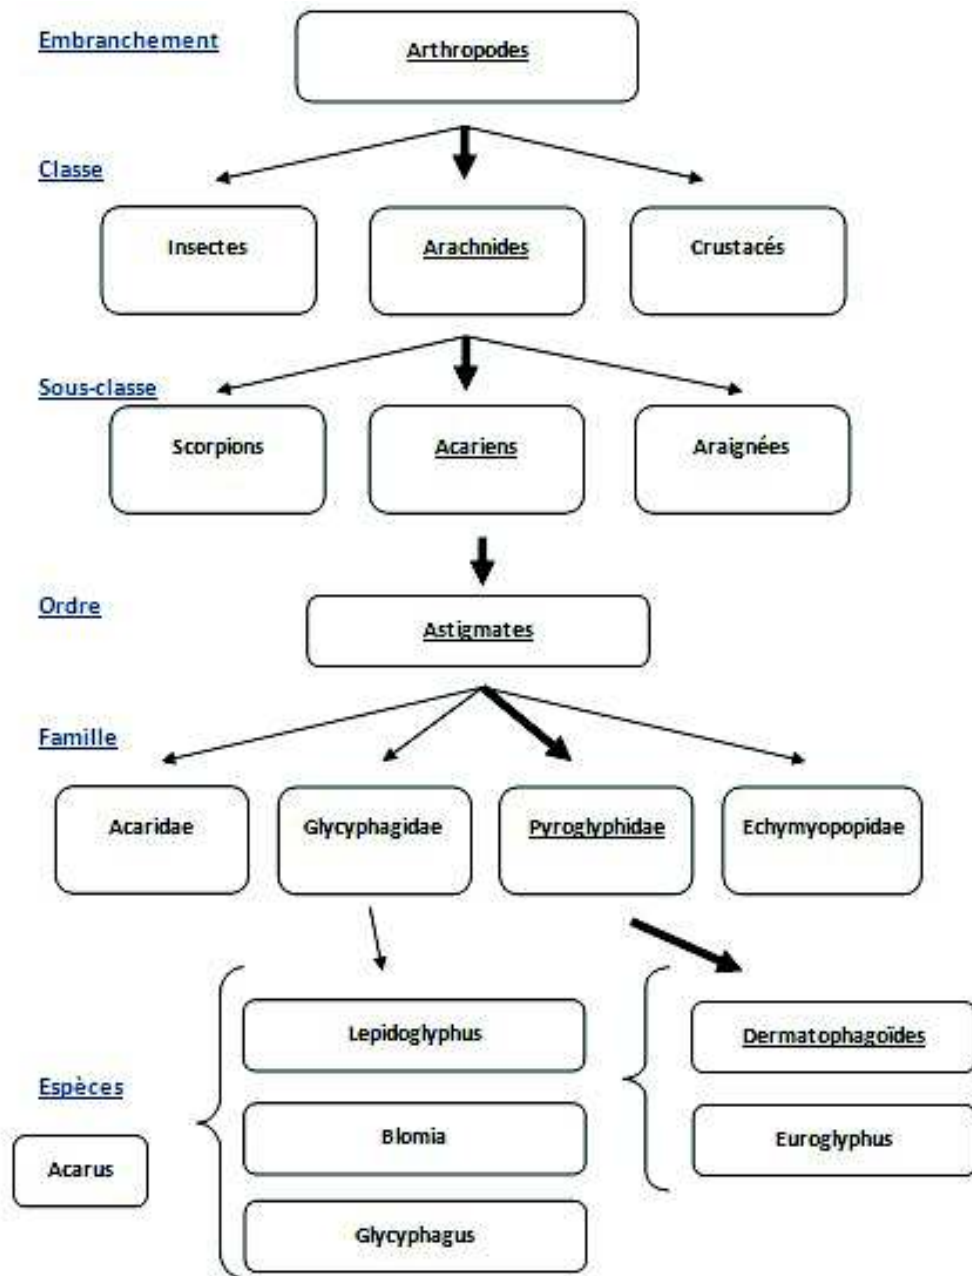 Embranchement
Arthropodes
Classe
Insectes
Arachnides
Crustacés
Sous-classe
Scorpions
Acariens
Araignées
Ordre
Astigmates
Famille
Acaridae
Glycyphagidae
Pyroglyphidae
Echymyopopidae
Espèces
Acarus
Lepidoglyphus
Blomia
Glycyphagus
Dermatophagoïdes
Euroglyphus